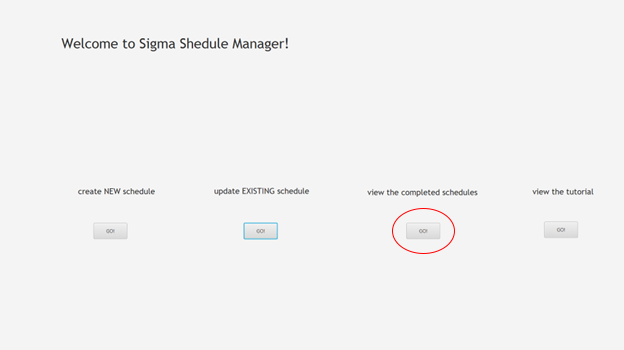 Welcome to Sigma Shedule Manager!
create NEW schedule
update EXISTING schedule
view the completed schedules
view the tutorial
GO!
GO!
GO!
GO!